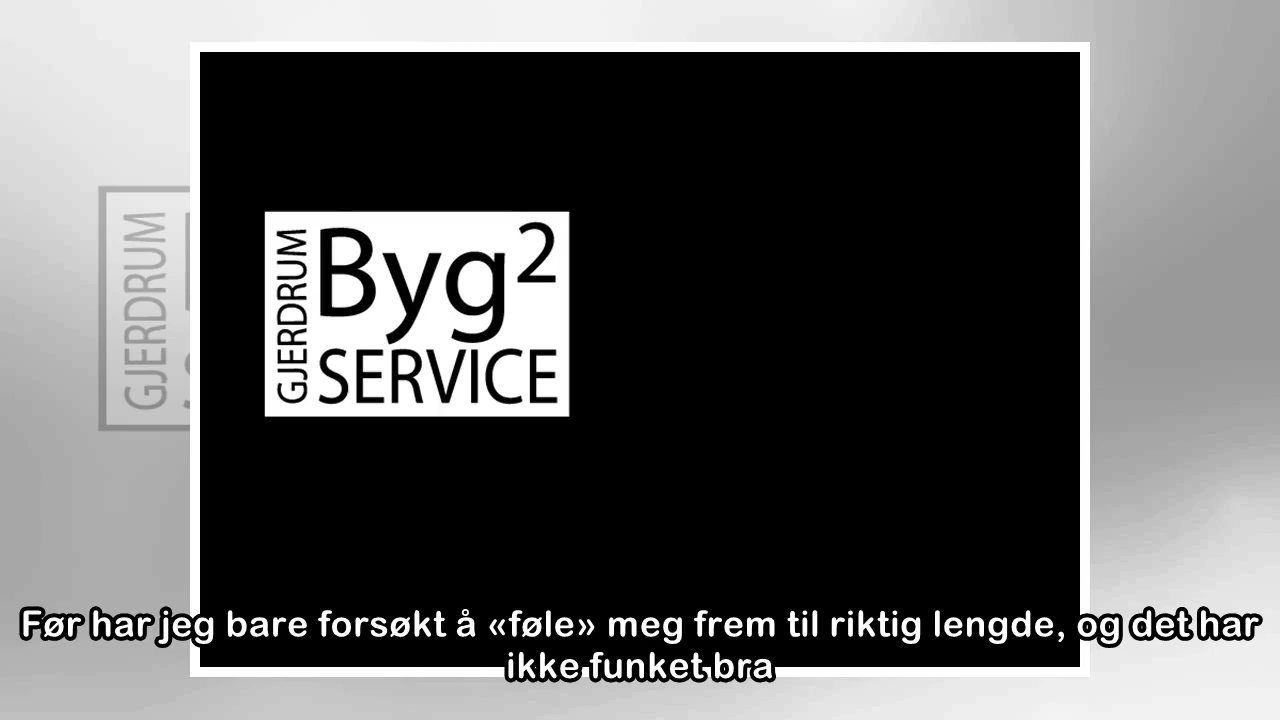 GJERDRUM
Byg²
SERVICE
GJERDRUM
Før har jeg bare forsøkt å «føle» meg frem til riktig lengde, og det har
ikke funket bra